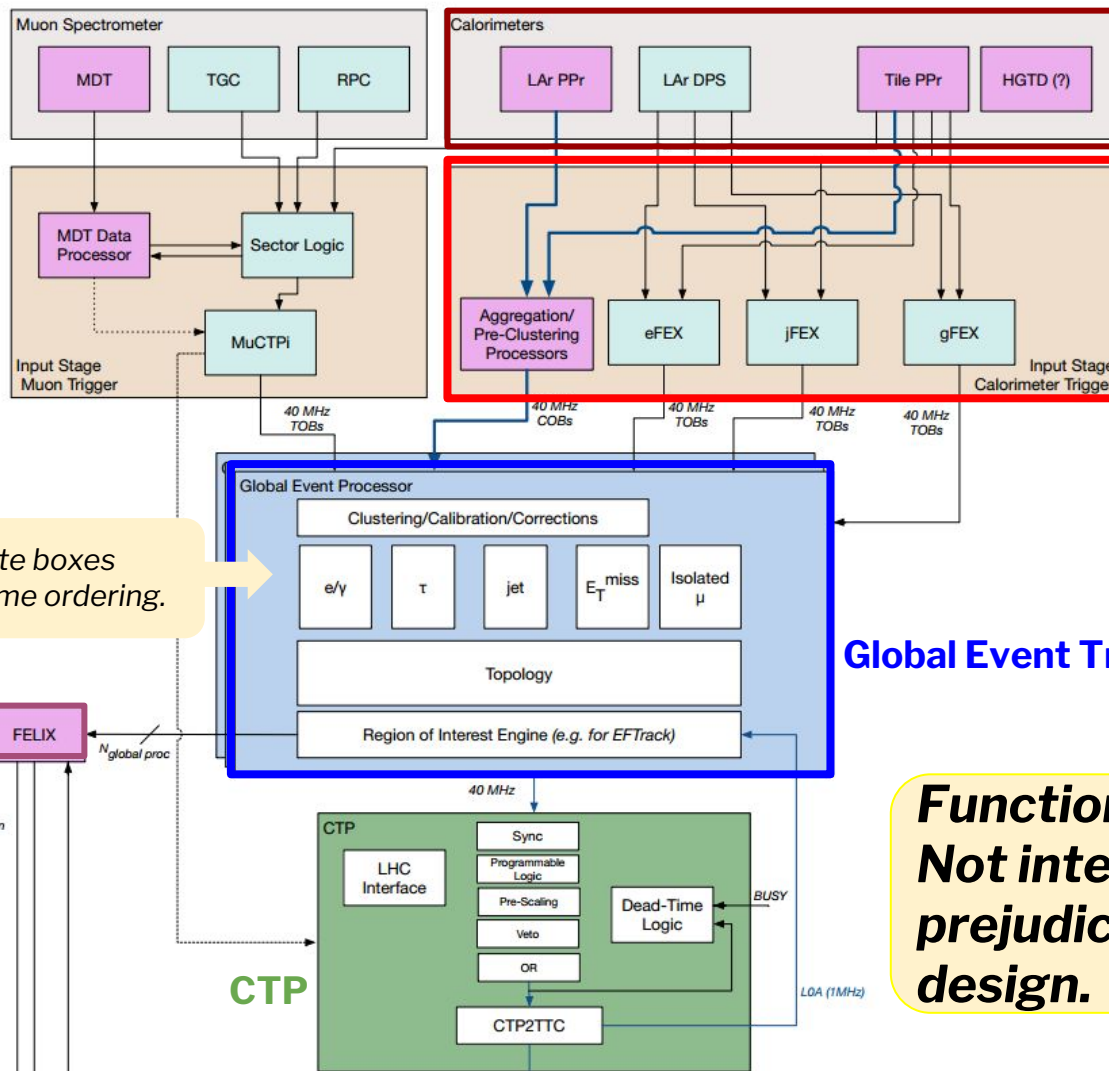 Muon Spectrometer
MDT
TGC
RPC
Calorimeters
LAr PPr
LAr DPS
Tile PPr
HGTD (?)
MDT Data
Processor
Sector Logic
MuCTPi
Input Stage
Muon Trigger
Aggregation/
Pre-Clustering
Processors
eFEX
jFEX
gFEX
Input Stage
Calorimeter Trigge
40 MHz
TOBs
40 MHz
COBs
40 MHz
TOBs
40 MHz
TOBs
40 MHz
TOBs
Global Event Processor
Clustering/Calibration/Corrections
e/γ
τ
jet
ET miss
Isolated
μ
Topology
Region of Interest Engine (e.g. for EFTrack)
te boxes
me ordering.
Global Event Tr
FELIX
Nglobal proc
40 MHz
CTP
LHC
Interface
Sync
Programmable
Logic
Pre-Scaling
Veto
OR
Dead-Time
Logic
BUSY
CTP2TTC
L0A (1MHz)
CTP
Function
Not inte
prejudic
design.